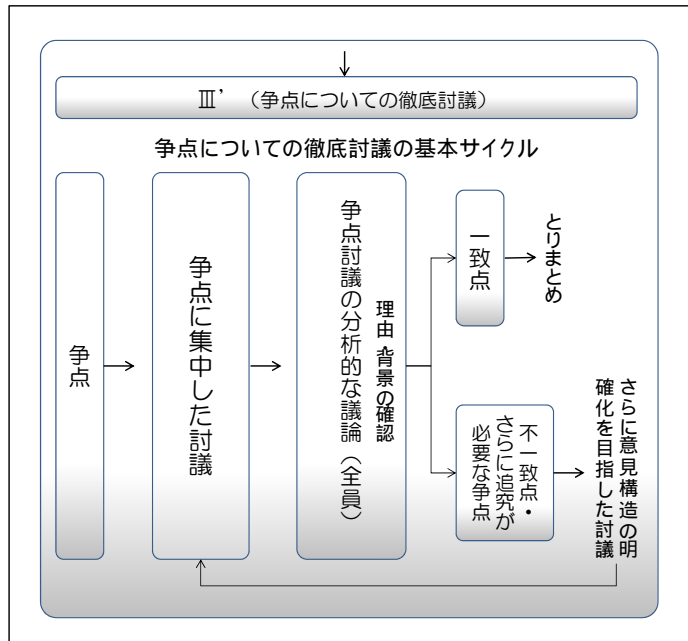 Ⅲ’（争点についての徹底討議）
争点についての徹底討議の基本サイクル
争点
争点に集中した討議
争点討議の分析的な議論（全員）
理由・背景の確認
一致点
とりまとめ
不一致点・
さらに追究が
必要な争点
さらに意見構造の明
確化を目指した討議